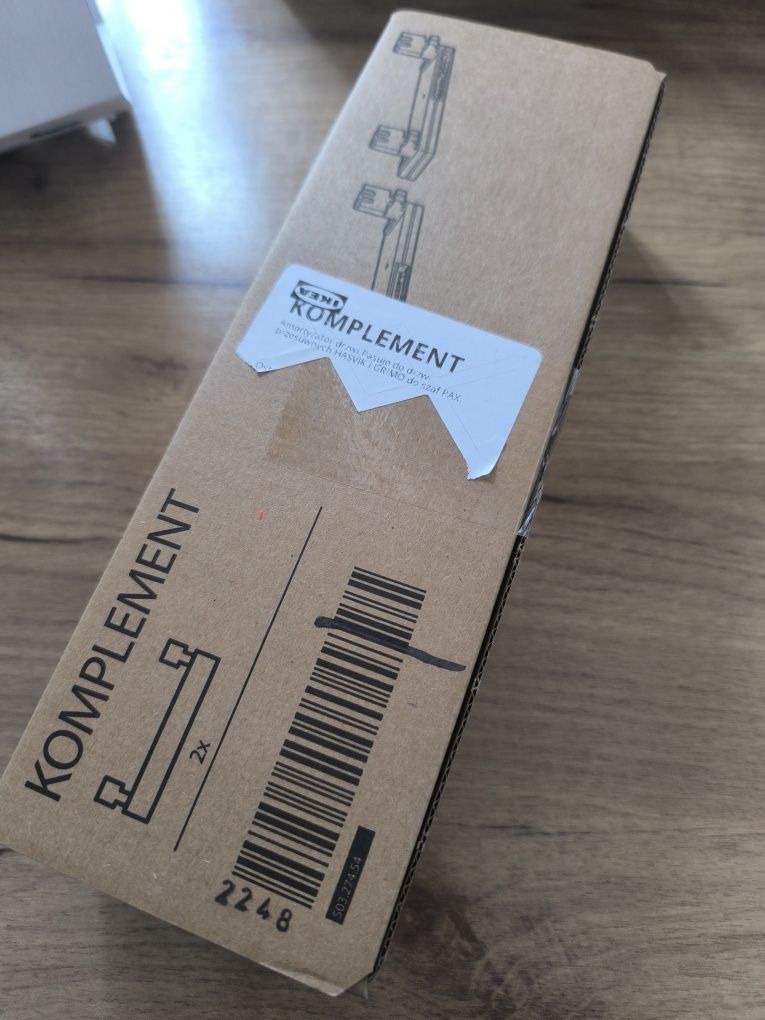 IKEA
KOMPLEMENT
Amortyzator drzwi.Pasuje do drzwi
przesuwnych HASVIK i GRIMO do szaf PAX.
KOMPLEMENT
2x
2248
503.274.54